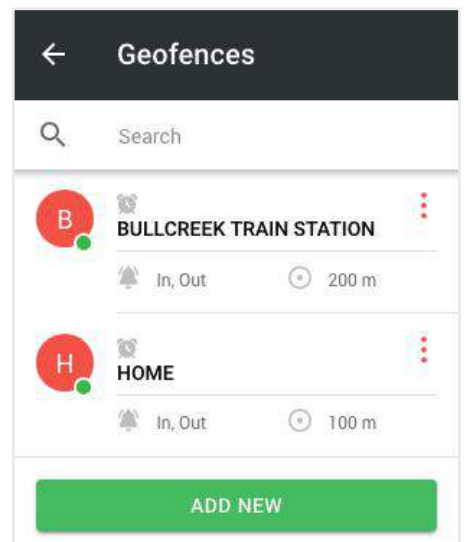 Geofences
Search
B
BULLCREEK TRAIN STATION
In, Out 200 m
H
HOME
In, Out 100 m
ADD NEW